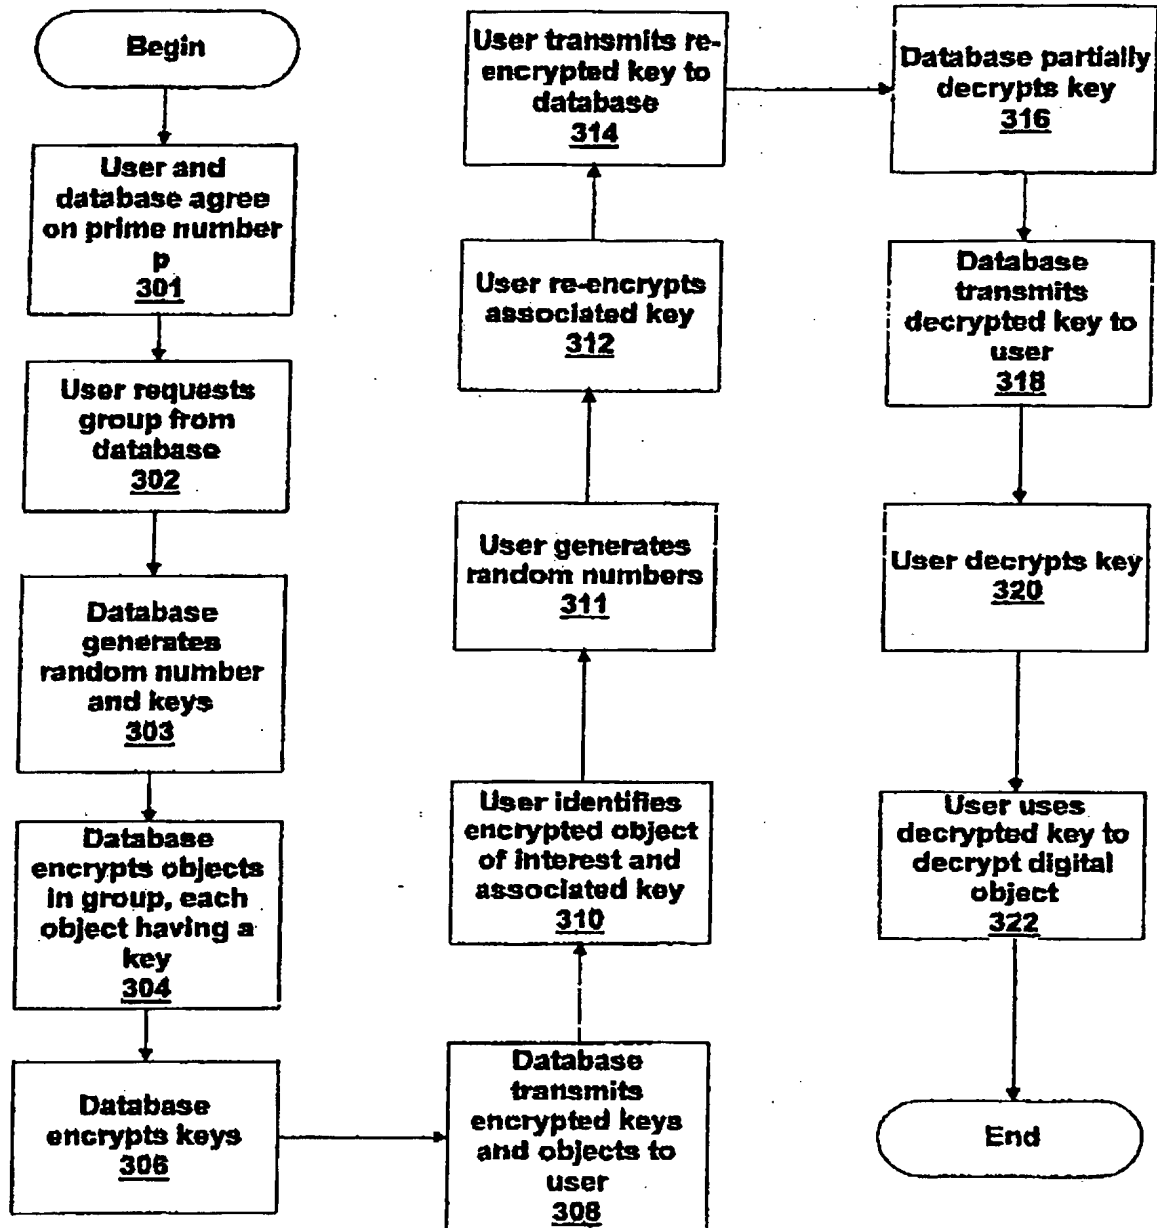 Begin
User and
database agree
on prime number
p
301
User requests
group from
database
302
Database
generates
random number
and keys
303
Database
encrypts objects
in group, each
object having a
key
304
Database
encrypts keys
306
Database
transmits
encrypted keys
and objects to
user
308
User identifies
encrypted object
of interest and
associated key
310
User generates
random numbers
311
User re-encrypts
associated key
312
User transmits re-
encrypted key to
database
314
Database partially
decrypts key
316
Database
transmits
decrypted key to
user
318
User decrypts key
320
User uses
decrypted key to
decrypt digital
object
322
End